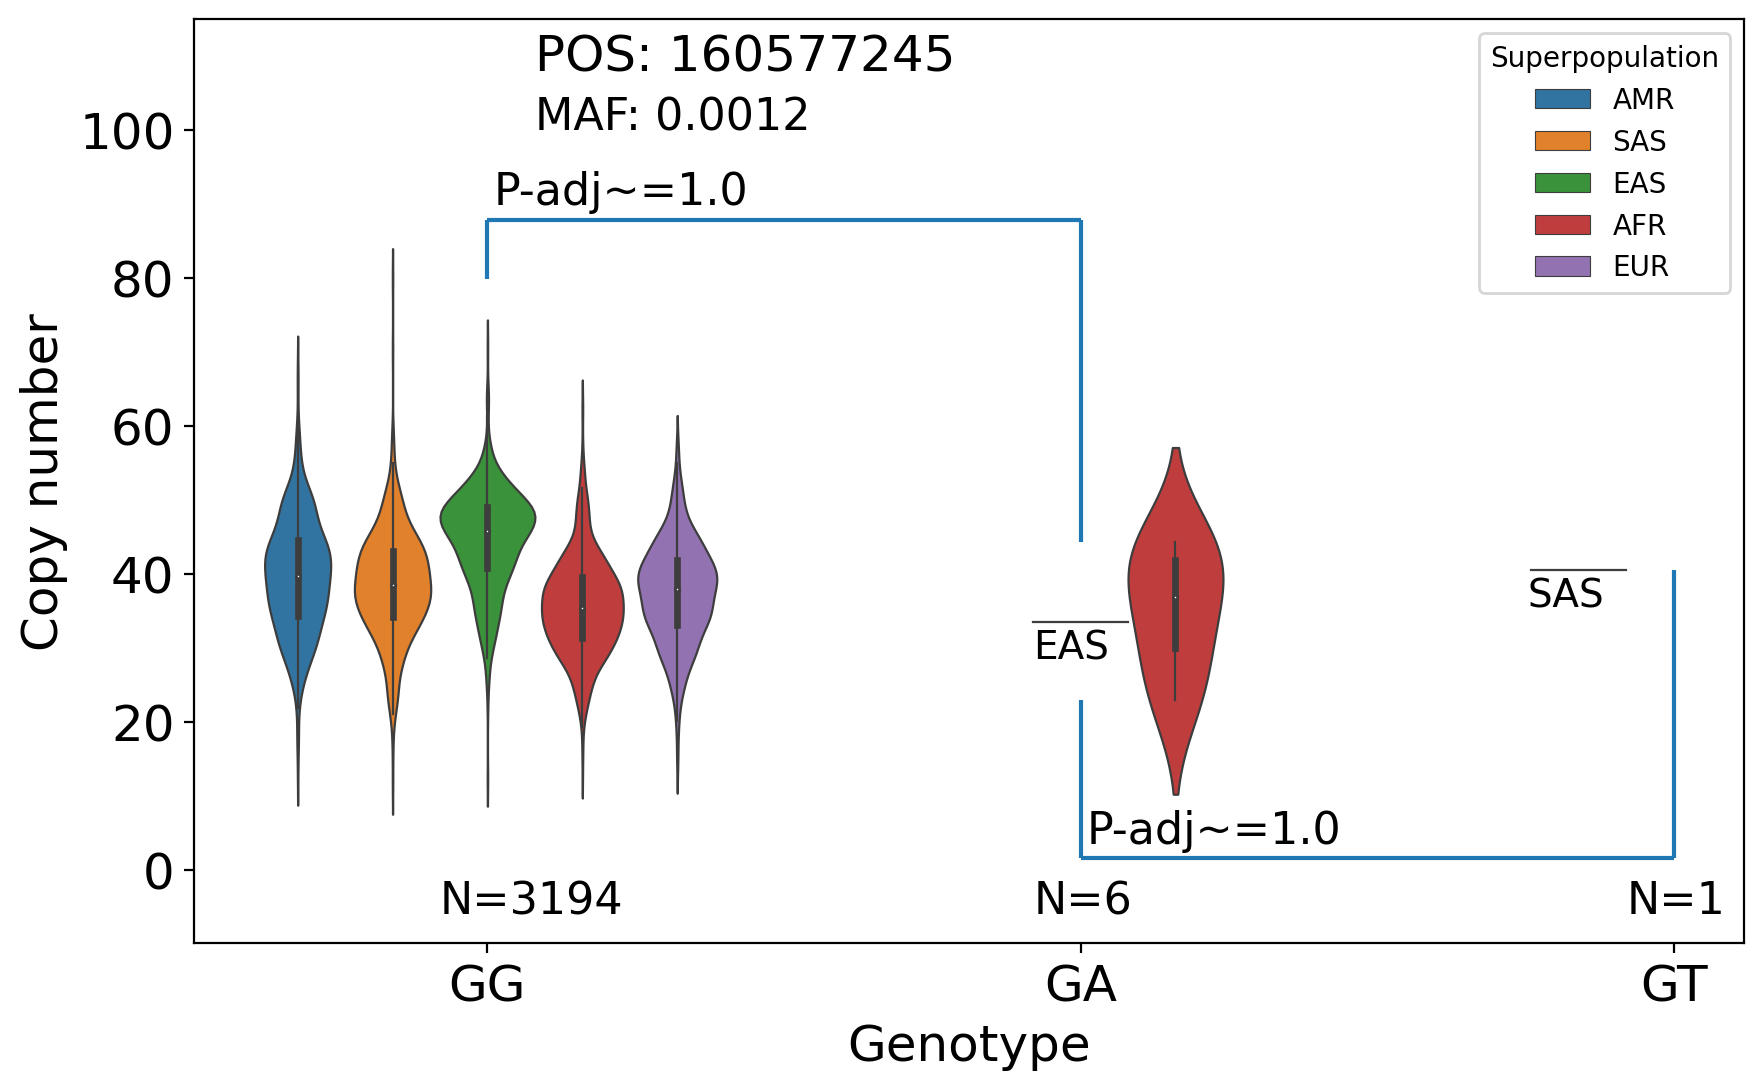 POS: 160577245
MAF: 0.0012
P-adj~=1.0
Superpopulation
AMR
SAS
EAS
AFR
EUR
Copy number
100
80
60
40
20
0
EAS
SAS
P-adj~=1.0
N=3194
N=6
N=1
GG
GA
GT
Genotype